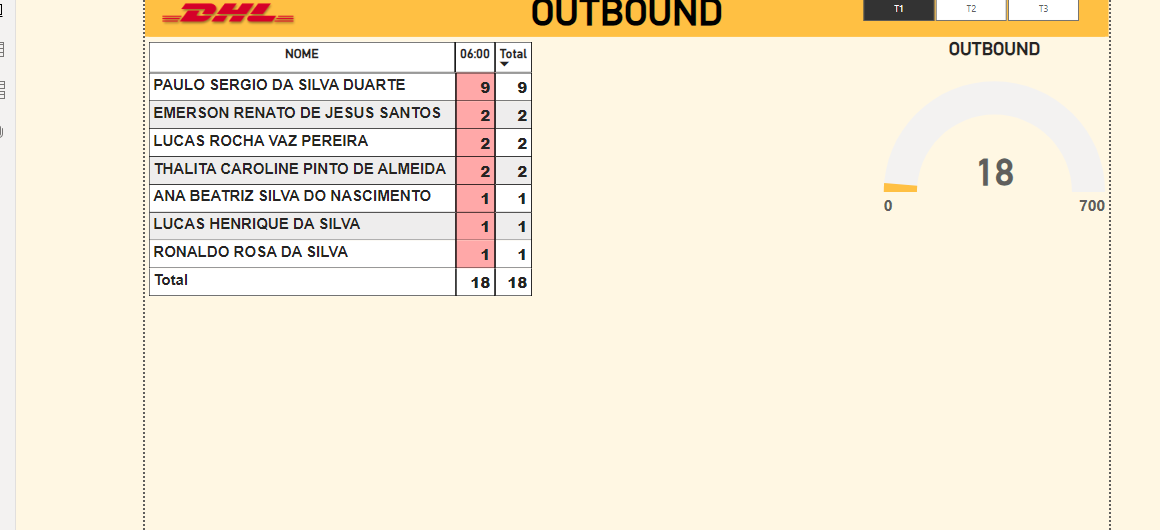 DHL
OUTBOUND
T1 T2 T3
NOME 06:00 Total
PAULO SERGIO DA SILVA DUARTE 9 9
EMERSON RENATO DE JESUS SANTOS 2 2
LUCAS ROCHA VAZ PEREIRA 2 2
THALITA CAROLINE PINTO DE ALMEIDA 2 2
ANA BEATRIZ SILVA DO NASCIMENTO 1 1
LUCAS HENRIQUE DA SILVA 1 1
RONALDO ROSA DA SILVA 1 1
Total 18 18
OUTBOUND
18
0 700